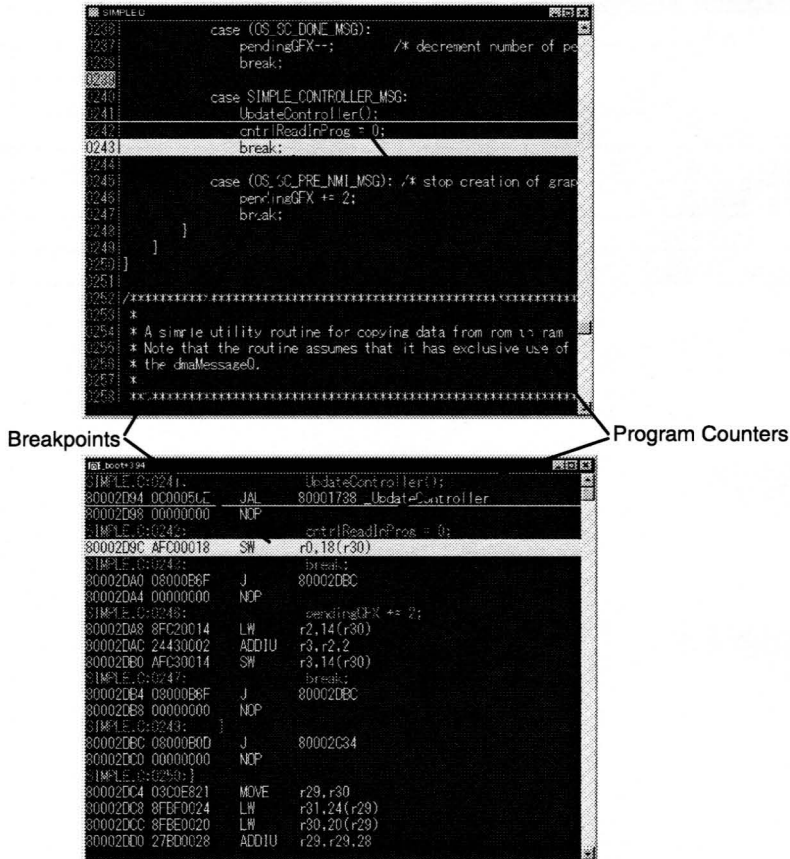 SIMPLE.C
0236 case (OS_SC_DONE_MSG):
0237 pendingGFX--; /* decrement number of pe
0238 break;
0239
0240 case SIMPLE_CONTROLLER_MSG:
0241 UpdateController();
0242 cntrlReadInProg = 0;
0243 break;
0244
0245 case (OS_SC_PRE_NMI_MSG): /* stop creation of grap
0246 pendingGFX += 2;
0247 break;
0248 }
0249 }
0250 }
0251
0252 /*****************************************************
0253 *
0254 * A simple utility routine for copying data from rom to ram
0255 * Note that the routine assumes that it has exclusive use of
0256 * the dmaMessageQ.
0257 *
0258 *****************************************************
Breakpoints
Program Counters
_boot+394
SIMPLE.C:0241: UpdateController();
80002D94 0C0005CE JAL 80001738 _UpdateController
80002D98 00000000 NOP
SIMPLE.C:0242: cntrlReadInProg = 0;
80002D9C AFC00018 SW r0,18(r30)
SIMPLE.C:0243: break;
80002DA0 08000B6F J 80002DBC
80002DA4 00000000 NOP
SIMPLE.C:0246: pendingGFX += 2;
80002DA8 8FC20014 LW r2,14(r30)
80002DAC 24430002 ADDIU r3,r2,2
80002DB0 AFC30014 SW r3,14(r30)
SIMPLE.C:0247: break;
80002DB4 08000B6F J 80002DBC
80002DB8 00000000 NOP
SIMPLE.C:0249: }
80002DBC 08000B0D J 80002C34
80002DC0 00000000 NOP
SIMPLE.C:0250:}
80002DC4 03C0E821 MOVE r29,r30
80002DC8 8FBF0024 LW r31,24(r29)
80002DCC 8FBE0020 LW r30,20(r29)
80002DD0 27BD0028 ADDIU r29,r29,28